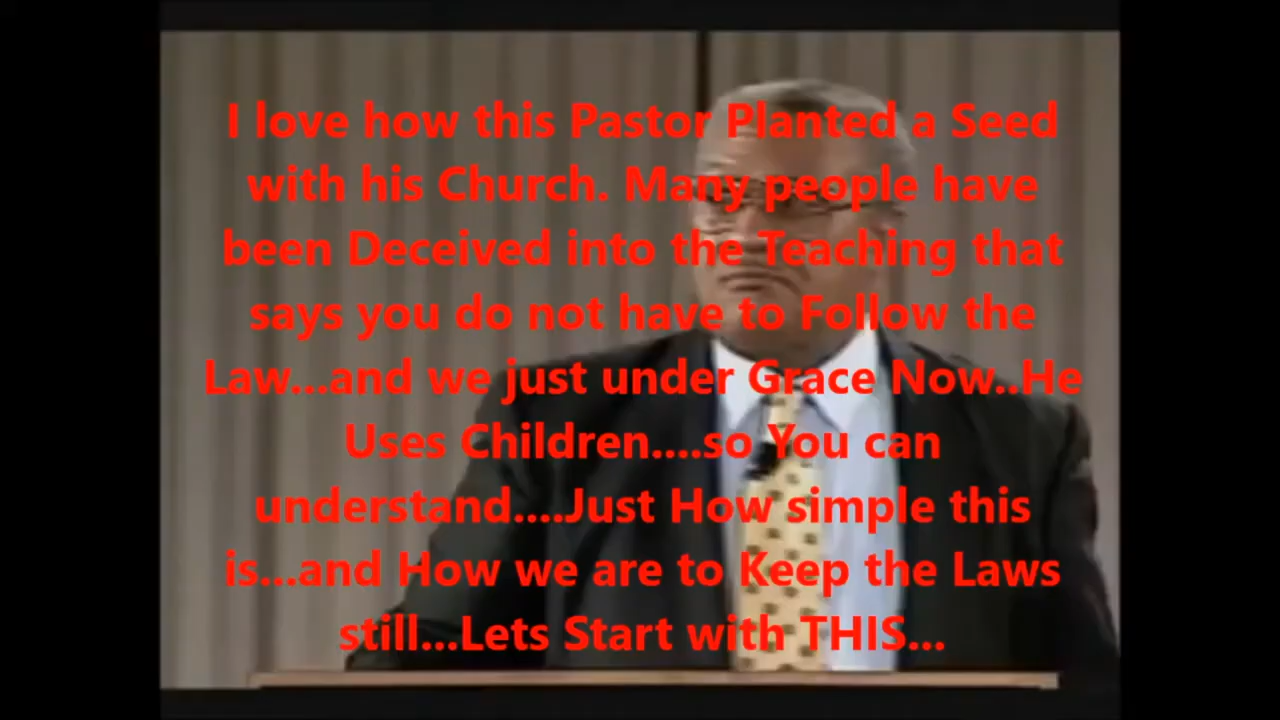 I love how this Pastor Planted a Seed
with his Church. Many people have
been Deceived into the Teaching that
says you do not have to Follow the
Law...and we just under Grace Now..He
Uses Children....so You can
understand....Just How simple this
is...and How we are to Keep the Laws
still...Lets Start with THIS...